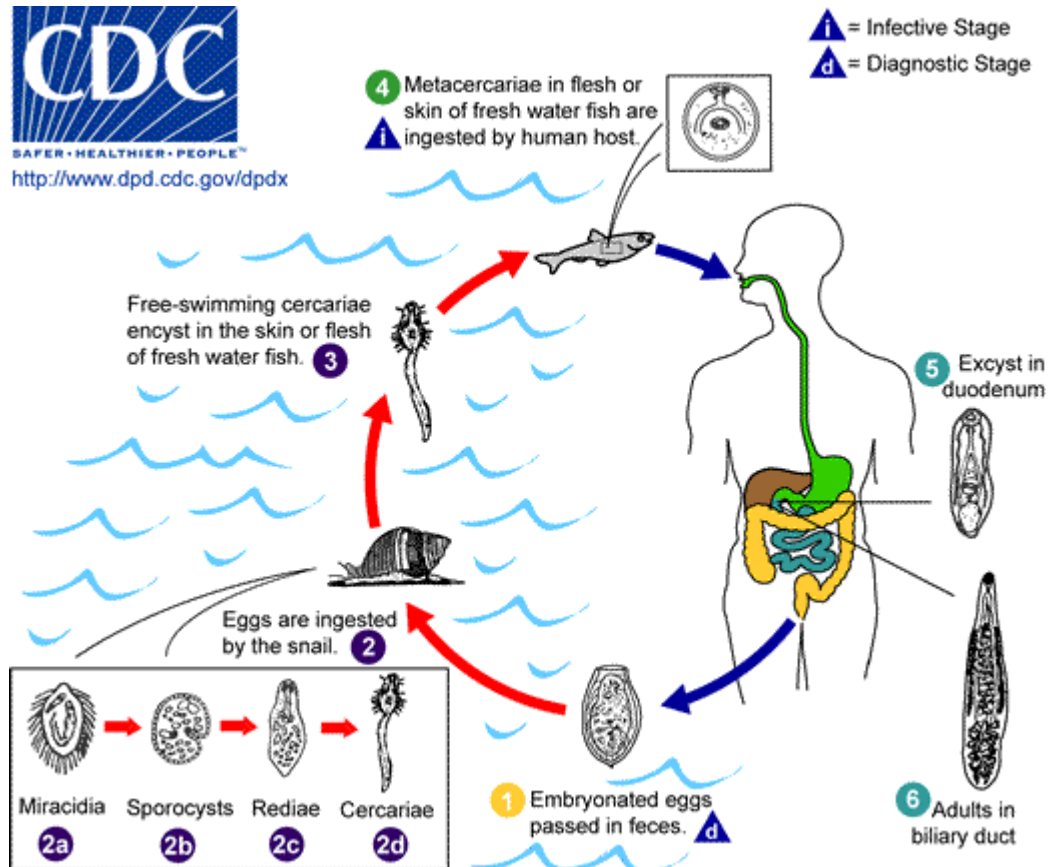 CDC
SAFER•HEALTHIER•PEOPLE™
http://www.dpd.cdc.gov/dpdx
i = Infective Stage
d = Diagnostic Stage
4 Metacercariae in flesh or
skin of fresh water fish are
i ingested by human host.
Free-swimming cercariae
encyst in the skin or flesh
of fresh water fish. 3
5 Excyst in
duodenum
Eggs are ingested
by the snail. 2
Miracidia
2a
Sporocysts
2b
Rediae
2c
Cercariae
2d
1 Embryonated eggs
passed in feces. d
6 Adults in
biliary duct